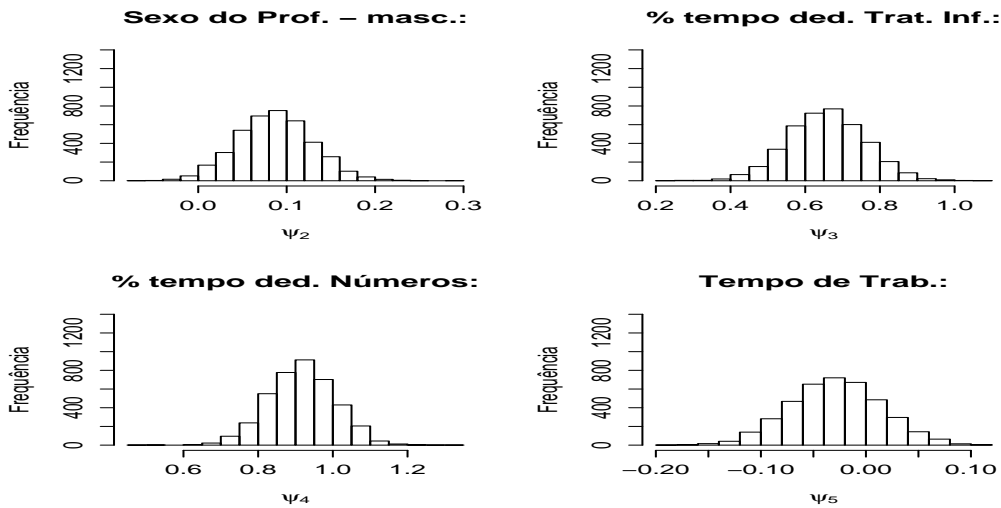 Sexo do Prof. − masc.:
Frequência
0 400 800 1200
0.0 0.1 0.2 0.3
ψ2
% tempo ded. Trat. Inf.:
Frequência
0 400 800 1200
0.2 0.4 0.6 0.8 1.0
ψ3
% tempo ded. Números:
Frequência
0 400 800 1200
0.6 0.8 1.0 1.2
ψ4
Tempo de Trab.:
Frequência
0 400 800 1200
−0.20 −0.10 0.00 0.10
ψ5